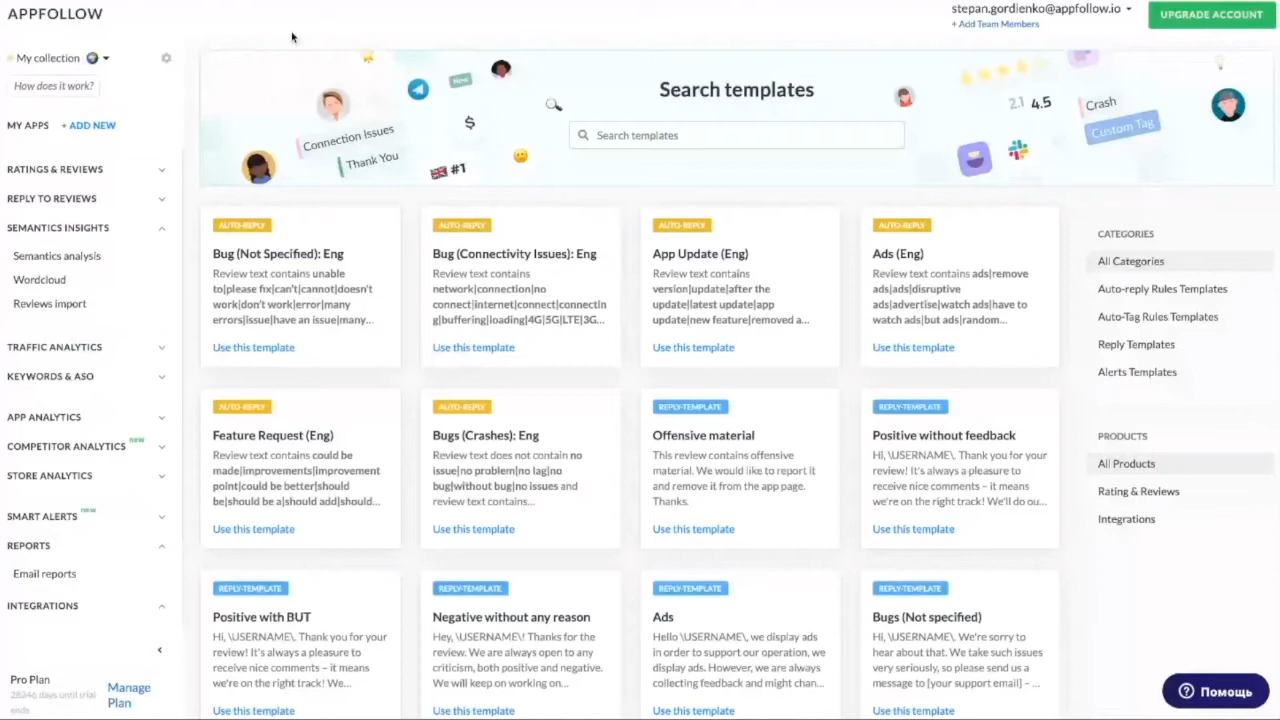 APPFOLLOW
stepan.gordienko@appfollow.io
+ Add Team Members
UPGRADE ACCOUNT
My collection
How does it work?
MY APPS + ADD NEW
RATINGS & REVIEWS
REPLY TO REVIEWS
SEMANTICS INSIGHTS
Semantics analysis
Wordcloud
Reviews import
TRAFFIC ANALYTICS
KEYWORDS & ASO
APP ANALYTICS
COMPETITOR ANALYTICS new
STORE ANALYTICS
SMART ALERTS new
REPORTS
Email reports
INTEGRATIONS
Pro Plan
28246 days until trial
ends
Manage
Plan
Search templates
Search templates
New
Connection Issues
Thank You
$
#1
2.1 4.5
Crash
Custom Tag
AUTO-REPLY
Bug (Not Specified): Eng
Review text contains unable
to|please fix|can't|cannot|doesn't
work|don't work|error|many
errors|issue|have an issue|many...
Use this template
AUTO-REPLY
Bug (Connectivity Issues): Eng
Review text contains
network|connection|no
connect|internet|connect|connectin
g|buffering|loading|4G|5G|LTE|3G...
Use this template
AUTO-REPLY
App Update (Eng)
Review text contains
version|update|after the
update|latest update|app
update|new feature|removed a...
Use this template
AUTO-REPLY
Ads (Eng)
Review text contains ads|remove
ads|ads|disruptive
ads|advertise|watch ads|have to
watch ads|but ads|random...
Use this template
AUTO-REPLY
Feature Request (Eng)
Review text contains could be
made|improvements|improvement
point|could be better|should
be|should be a|should add|should...
Use this template
AUTO-REPLY
Bugs (Crashes): Eng
Review text does not contain no
issue|no problem|no lag|no
bug|without bug|no issues and
review text contains...
Use this template
REPLY-TEMPLATE
Offensive material
This review contains offensive
material. We would like to report it
and remove it from the app page.
Thanks.
Use this template
REPLY-TEMPLATE
Positive without feedback
Hi, \USERNAME\. Thank you for your
review! It's always a pleasure to
receive nice comments – it means
we're on the right track! We'll do ou...
Use this template
REPLY-TEMPLATE
Positive with BUT
Hi, \USERNAME\. Thank you for your
review! It's always a pleasure to
receive nice comments – it means
we're on the right track! We...
Use this template
REPLY-TEMPLATE
Negative without any reason
Hey, \USERNAME\! Thanks for the
review. We are always open to any
criticism, both positive and negative.
We will keep on working on...
Use this template
REPLY-TEMPLATE
Ads
Hello \USERNAME\, we display ads
in order to support our operation, we
display ads. However, we are always
collecting feedback and might chan...
Use this template
REPLY-TEMPLATE
Bugs (Not specified)
Hi, \USERNAME\. We're sorry to
hear about that. We take such issues
very seriously, so please send us a
message to [your support email] – ...
Use this template
CATEGORIES
All Categories
Auto-reply Rules Templates
Auto-Tag Rules Templates
Reply Templates
Alerts Templates
PRODUCTS
All Products
Rating & Reviews
Integrations
Помощь